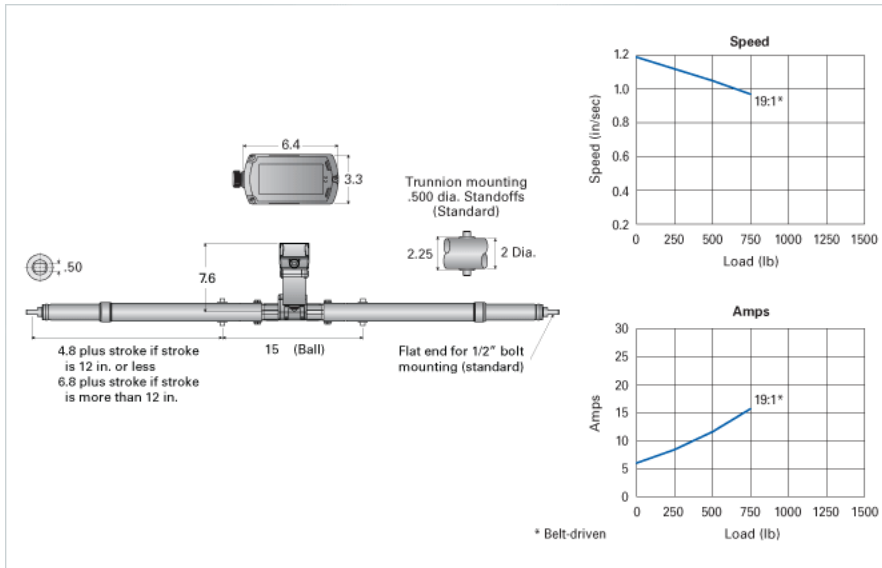 6.4
3.3
Trunnion mounting
.500 dia. Standoffs
(Standard)
2.25
2 Dia.
.50
7.6
15 (Ball)
4.8 plus stroke if stroke
is 12 in. or less
6.8 plus stroke if stroke
is more than 12 in.
Flat end for 1/2" bolt
mounting (standard)
Speed
Speed (in/sec)
1.2
1.0
0.8
0.6
0.4
0.2
19:1*
0 250 500 750 1000 1250 1500
Load (lb)
Amps
Amps
30
25
20
15
10
5
0
19:1*
0 250 500 750 1000 1250 1500
Load (lb)
* Belt-driven